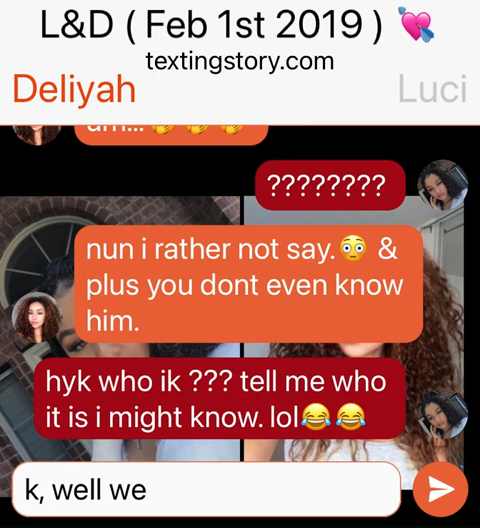 L&D ( Feb 1st 2019 ) 💘
textingstory.com
Deliyah
Luci
????????
nun i rather not say.😳 &
plus you dont even know
him.
hyk who ik ??? tell me who
it is i might know. lol😂😂
k, well we